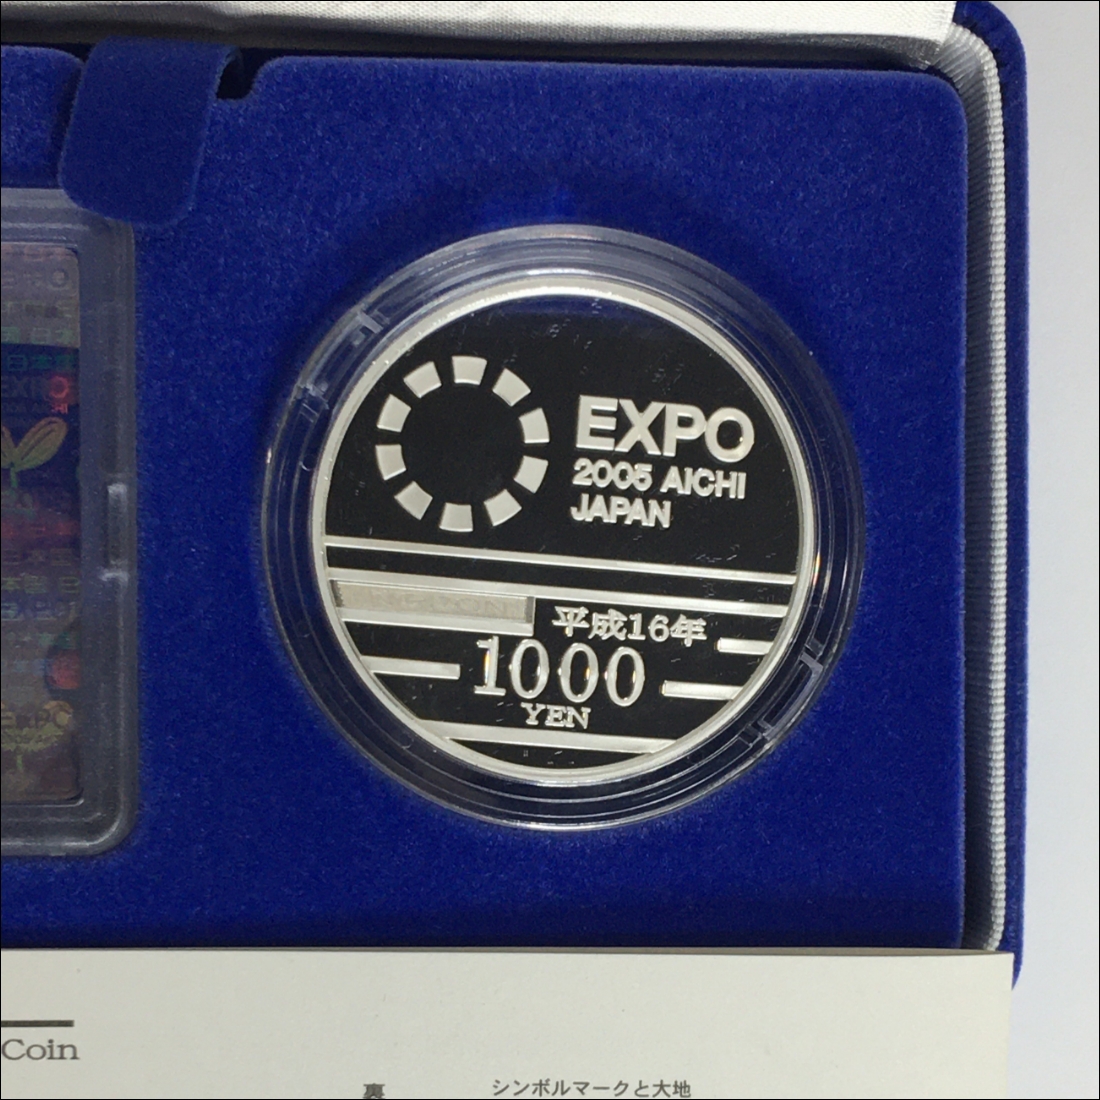 EXPO
2005 AICHI
JAPAN
平成16年
1000
YEN
Coin
裏 シンボルマークと大地